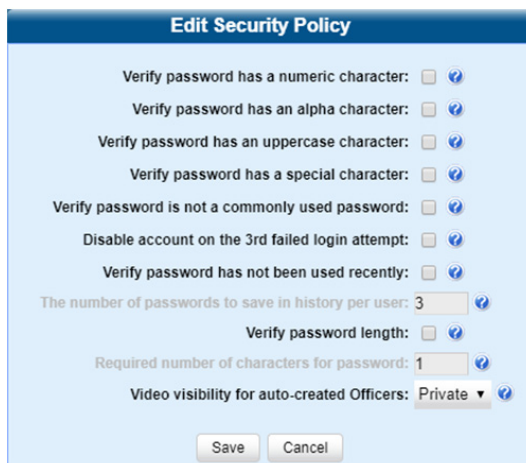 Edit Security Policy
Verify password has a numeric character:
Verify password has an alpha character:
Verify password has an uppercase character:
Verify password has a special character:
Verify password is not a commonly used password:
Disable account on the 3rd failed login attempt:
Verify password has not been used recently:
The number of passwords to save in history per user: 3
Verify password length:
Required number of characters for password: 1
Video visibility for auto-created Officers: Private
Save Cancel